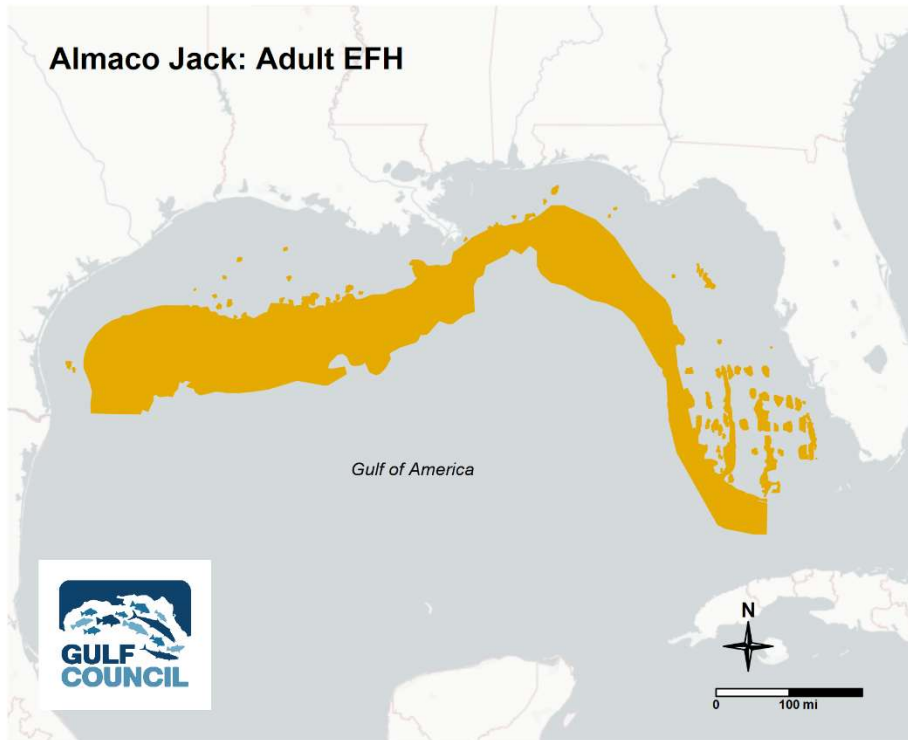 Almaco Jack: Adult EFH
Gulf of America
GULF
COUNCIL
N
0 100 mi